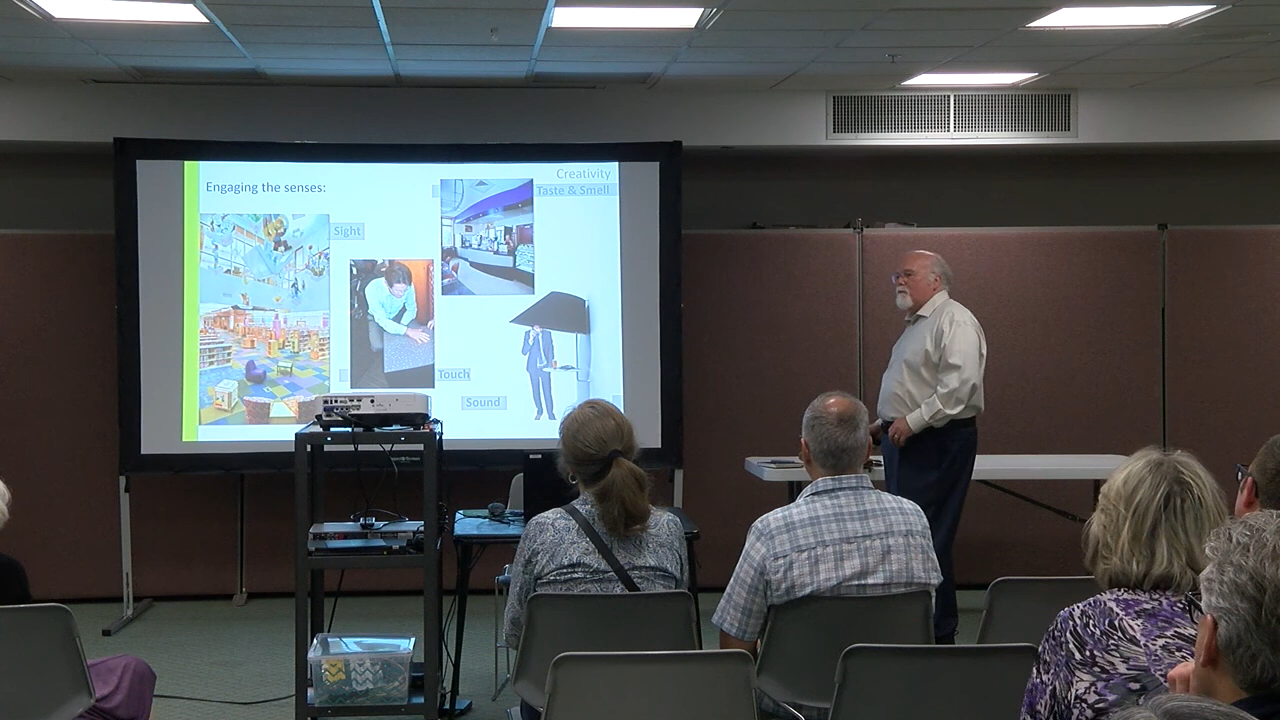 Creativity
Engaging the senses:
Taste & Smell
Sight
Touch
Sound